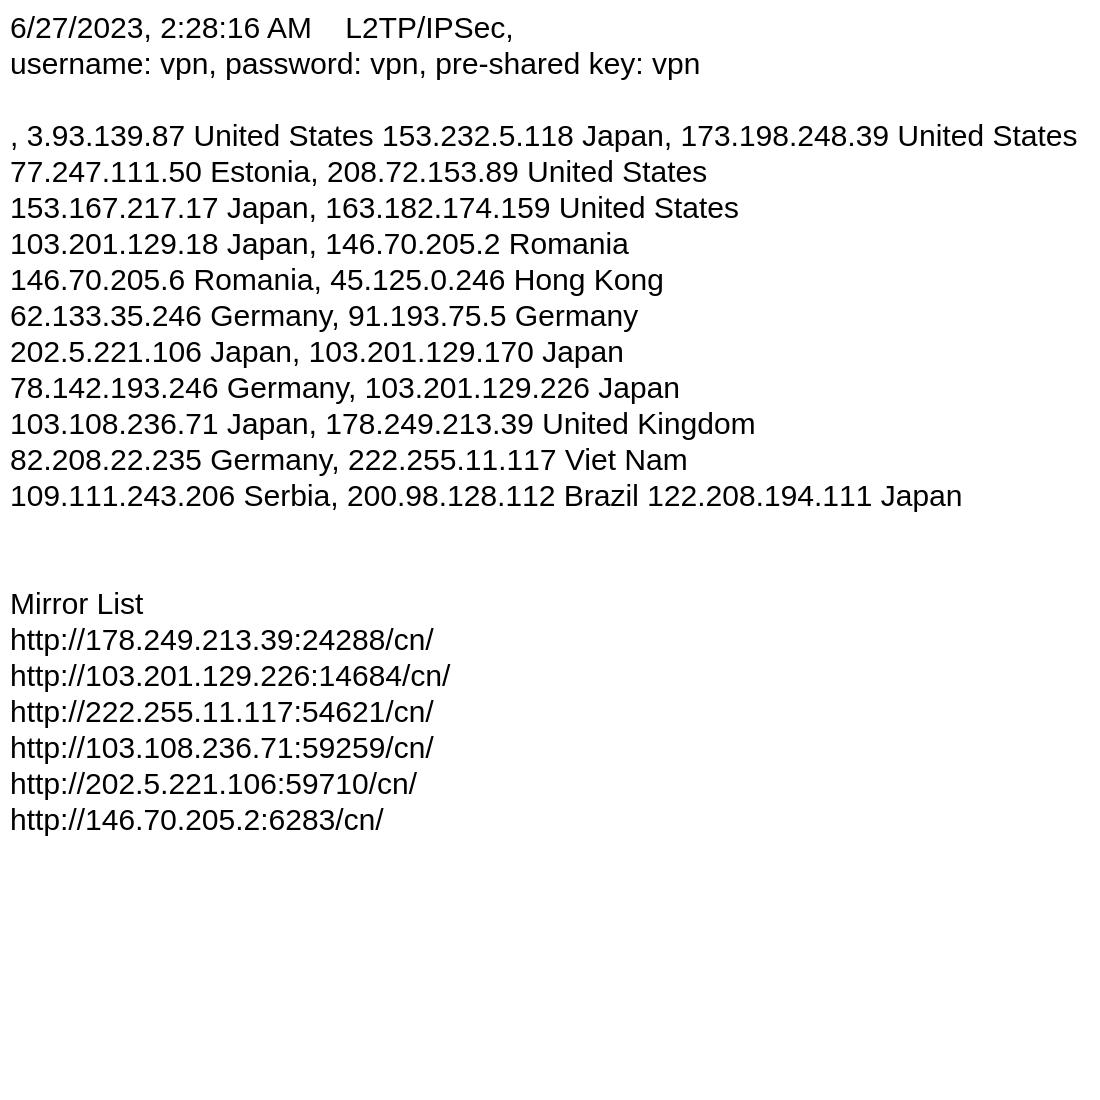 6/27/2023, 2:28:16 AM    L2TP/IPSec,
username: vpn, password: vpn, pre-shared key: vpn
, 3.93.139.87 United States 153.232.5.118 Japan, 173.198.248.39 United States
77.247.111.50 Estonia, 208.72.153.89 United States
153.167.217.17 Japan, 163.182.174.159 United States
103.201.129.18 Japan, 146.70.205.2 Romania
146.70.205.6 Romania, 45.125.0.246 Hong Kong
62.133.35.246 Germany, 91.193.75.5 Germany
202.5.221.106 Japan, 103.201.129.170 Japan
78.142.193.246 Germany, 103.201.129.226 Japan
103.108.236.71 Japan, 178.249.213.39 United Kingdom
82.208.22.235 Germany, 222.255.11.117 Viet Nam
109.111.243.206 Serbia, 200.98.128.112 Brazil 122.208.194.111 Japan
Mirror List
http://178.249.213.39:24288/cn/
http://103.201.129.226:14684/cn/
http://222.255.11.117:54621/cn/
http://103.108.236.71:59259/cn/
http://202.5.221.106:59710/cn/
http://146.70.205.2:6283/cn/